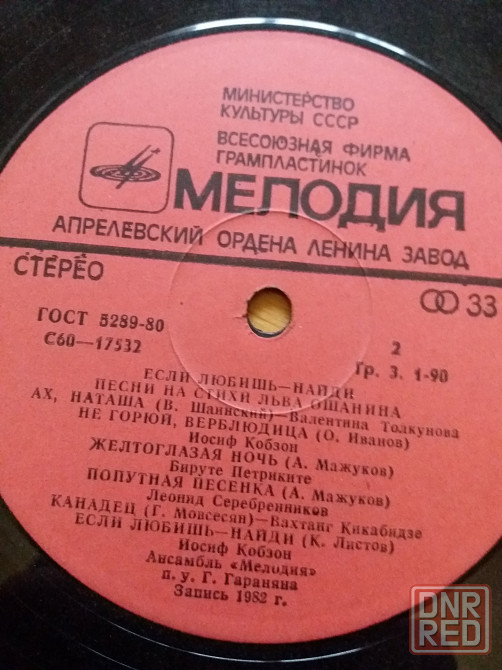 МИНИСТЕРСТВО
КУЛЬТУРЫ СССР
ВСЕСОЮЗНАЯ ФИРМА
ГРАМПЛАСТИНОК
МЕЛОДИЯ
АПРЕЛЕВСКИЙ ОРДЕНА ЛЕНИНА ЗАВОД
СТЕРЕО
33
ГОСТ 5289-80
2
С60—17532
Гр. 3. 1-90
ЕСЛИ ЛЮБИШЬ—НАЙДИ
ПЕСНИ НА СТИХИ ЛЬВА ОШАНИНА
АХ, НАТАША (В. Шаинский)—Валентина Толкунова
НЕ ГОРЮЙ, ВЕРБЛЮДИЦА (О. Иванов)
Иосиф Кобзон
ЖЕЛТОГЛАЗАЯ НОЧЬ (А. Мажуков)
Бируте Петриките
ПОПУТНАЯ ПЕСЕНКА (А. Мажуков)
Леонид Серебренников
КАНАДЕЦ (Г. Мовсесян)—Вахтанг Кикабидзе
ЕСЛИ ЛЮБИШЬ—НАЙДИ (К. Листов)
Иосиф Кобзон
Ансамбль «Мелодия»
п. у. Г. Гараняна
Запись 1982 г.
DNR
RED